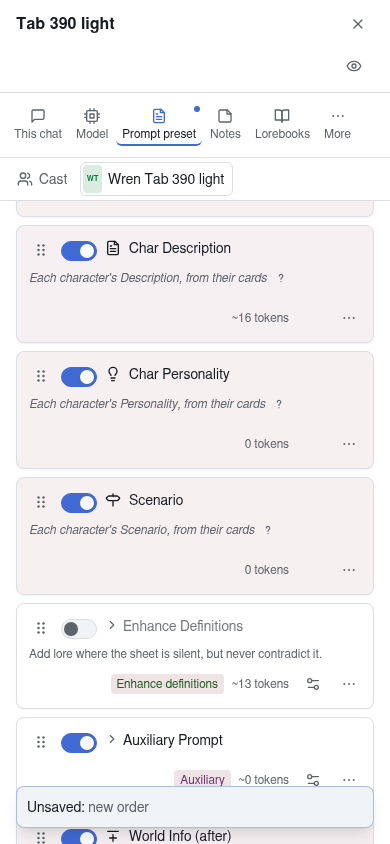 Tab 390 light
This chat
Model
Prompt preset
Notes
Lorebooks
More
Cast
WT
Wren Tab 390 light
Char Description
Each character's Description, from their cards ?
~16 tokens
Char Personality
Each character's Personality, from their cards ?
0 tokens
Scenario
Each character's Scenario, from their cards ?
0 tokens
Enhance Definitions
Add lore where the sheet is silent, but never contradict it.
Enhance definitions
~13 tokens
Auxiliary Prompt
Auxiliary
~0 tokens
Unsaved: new order
World Info (after)